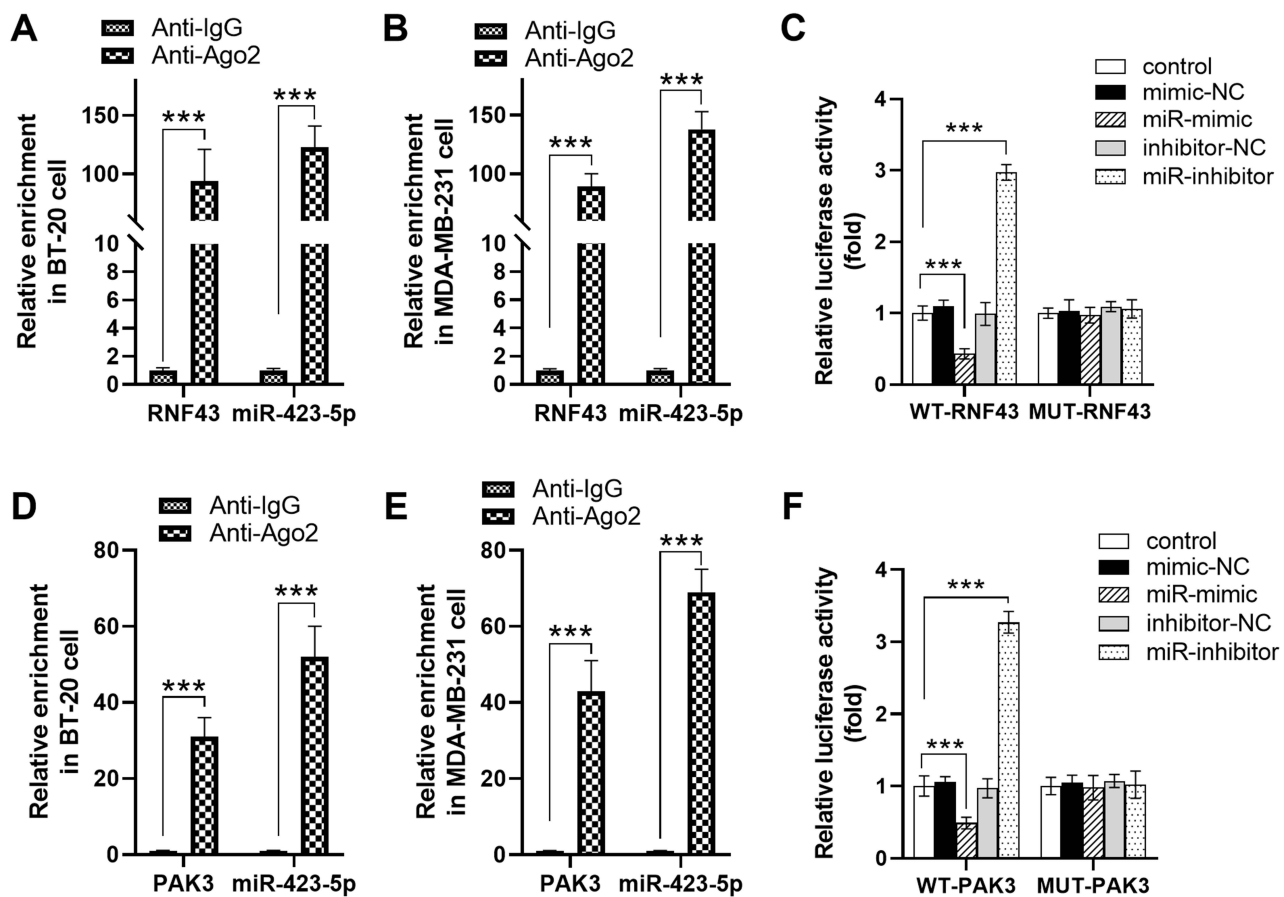 A
Anti-IgG
Anti-Ago2
Relative enrichment
in BT-20 cell
150
100
10
8
6
4
2
0
***
***
RNF43
miR-423-5p
B
Anti-IgG
Anti-Ago2
Relative enrichment
in MDA-MB-231 cell
150
100
10
8
6
4
2
0
***
***
RNF43
miR-423-5p
C
control
mimic-NC
miR-mimic
inhibitor-NC
miR-inhibitor
Relative luciferase activity
(fold)
4
3
2
1
0
***
***
WT-RNF43
MUT-RNF43
D
Anti-IgG
Anti-Ago2
Relative enrichment
in BT-20 cell
80
60
40
20
0
***
***
PAK3
miR-423-5p
E
Anti-IgG
Anti-Ago2
Relative enrichment
in MDA-MB-231 cell
80
60
40
20
0
***
***
PAK3
miR-423-5p
F
control
mimic-NC
miR-mimic
inhibitor-NC
miR-inhibitor
Relative luciferase activity
(fold)
4
3
2
1
0
***
***
WT-PAK3
MUT-PAK3